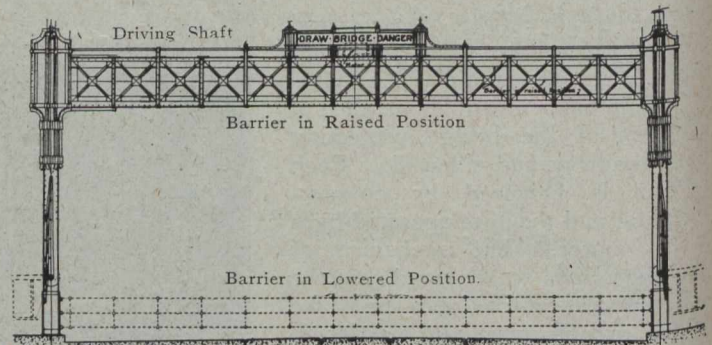 Driving Shaft
DRAW-BRIDGE-DANGER
Barrier in Raised Position
Barrier in Lowered Position.